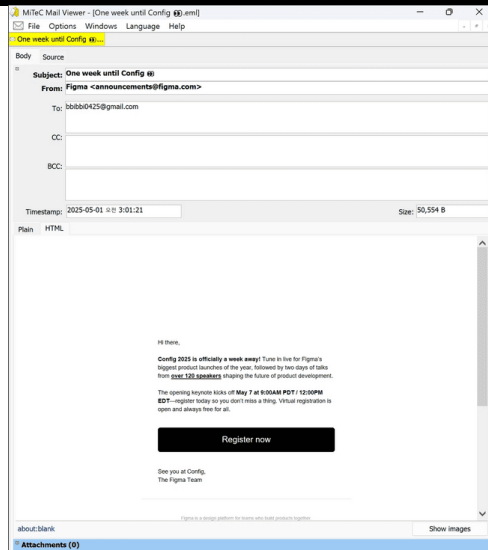 MiTeC Mail Viewer - [One week until Config 👀.eml]
File Options Windows Language Help
One week until Config 👀...
Body Source
Subject: One week until Config 👀
From: Figma <announcements@figma.com>
To: bbibbi0425@gmail.com
CC:
BCC:
Timestamp: 2025-05-01 오전 3:01:21 Size: 50,554 B
Plain HTML
Hi there,
Config 2025 is officially a week away! Tune in live for Figma's
biggest product launches of the year, followed by two days of talks
from over 120 speakers shaping the future of product development.
The opening keynote kicks off May 7 at 9:00AM PDT / 12:00PM
EDT—register today so you don't miss a thing. Virtual registration is
open and always free for all.
Register now
See you at Config,
The Figma Team
Figma is a design platform for teams who build products together.
about:blank Show images
Attachments (0)